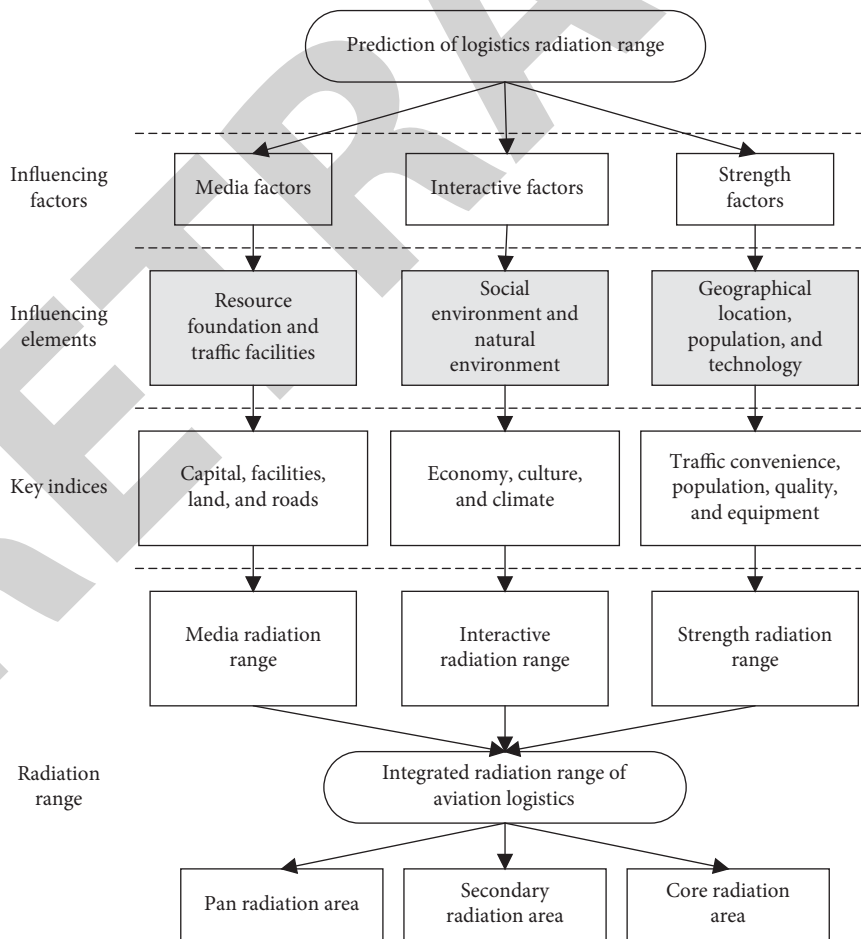 Prediction of logistics radiation range
Influencing
factors
Media factors
Interactive factors
Strength
factors
Influencing
elements
Resource
foundation and
traffic facilities
Social
environment and
natural
environment
Geographical
location,
population, and
technology
Key indices
Capital, facilities,
land, and roads
Economy, culture,
and climate
Traffic convenience,
population, quality,
and equipment
Media radiation
range
Interactive
radiation range
Strength radiation
range
Radiation
range
Integrated radiation range of
aviation logistics
Pan radiation area
Secondary
radiation area
Core radiation
area
RETRA